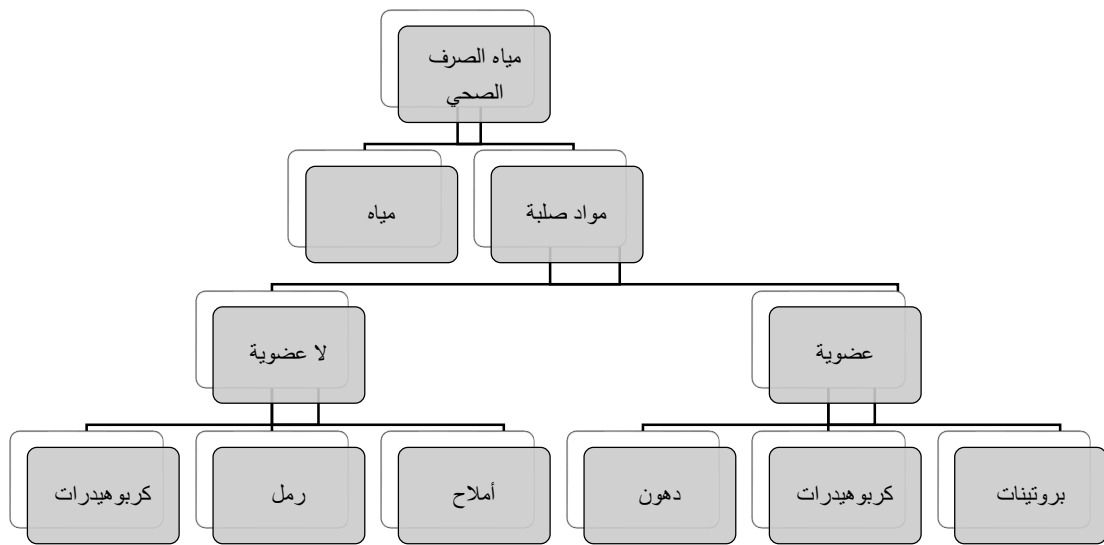 مياه الصرف
الصحي
مواد صلبة
مياه
عضوية
لا عضوية
بروتينات
كربوهيدرات
دهون
أملاح
رمل
كربوهيدرات